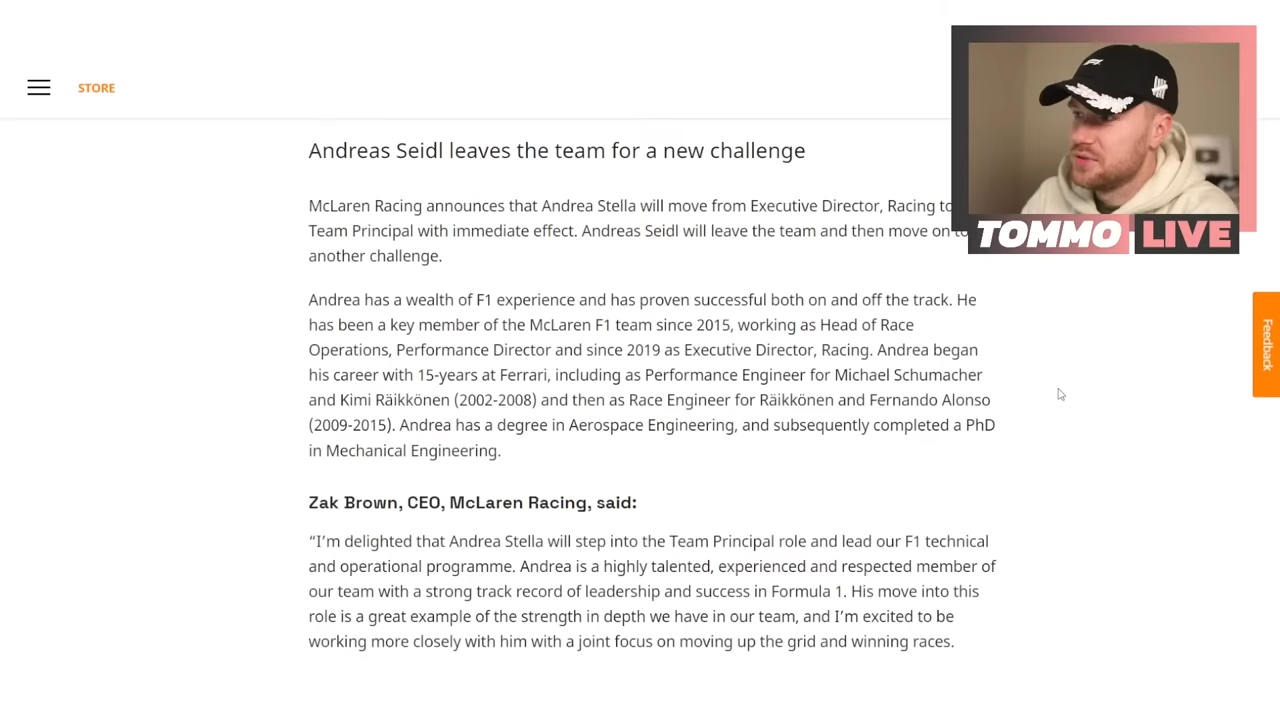 STORE
Andreas Seidl leaves the team for a new challenge
McLaren Racing announces that Andrea Stella will move from Executive Director, Racing to
Team Principal with immediate effect. Andreas Seidl will leave the team and then move on to
another challenge.
Andrea has a wealth of F1 experience and has proven successful both on and off the track. He
has been a key member of the McLaren F1 team since 2015, working as Head of Race
Operations, Performance Director and since 2019 as Executive Director, Racing. Andrea began
his career with 15-years at Ferrari, including as Performance Engineer for Michael Schumacher
and Kimi Räikkönen (2002-2008) and then as Race Engineer for Räikkönen and Fernando Alonso
(2009-2015). Andrea has a degree in Aerospace Engineering, and subsequently completed a PhD
in Mechanical Engineering.
Zak Brown, CEO, McLaren Racing, said:
“I’m delighted that Andrea Stella will step into the Team Principal role and lead our F1 technical
and operational programme. Andrea is a highly talented, experienced and respected member of
our team with a strong track record of leadership and success in Formula 1. His move into this
role is a great example of the strength in depth we have in our team, and I’m excited to be
working more closely with him with a joint focus on moving up the grid and winning races.
F1
TOMMO LIVE
Feedback